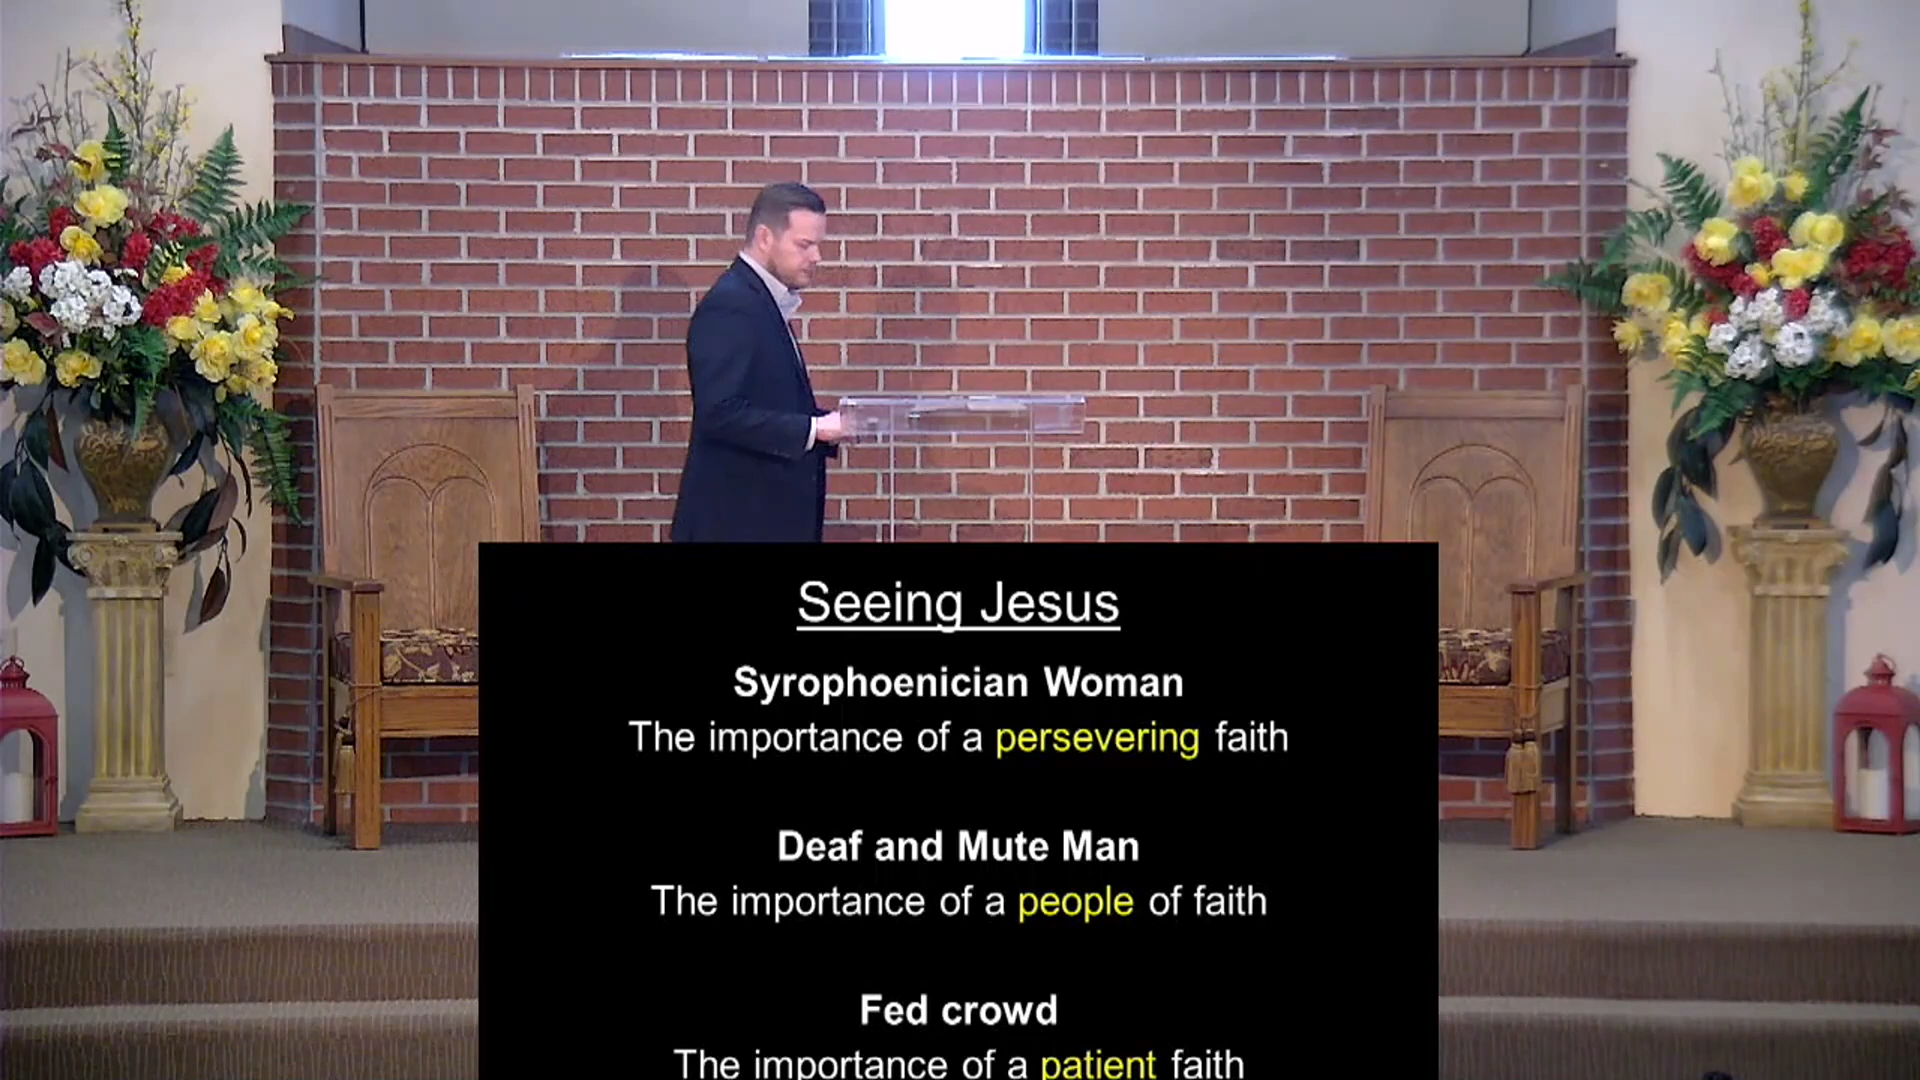 Seeing Jesus
Syrophoenician Woman
The importance of a persevering faith
Deaf and Mute Man
The importance of a people of faith
Fed crowd
The importance of a patient faith